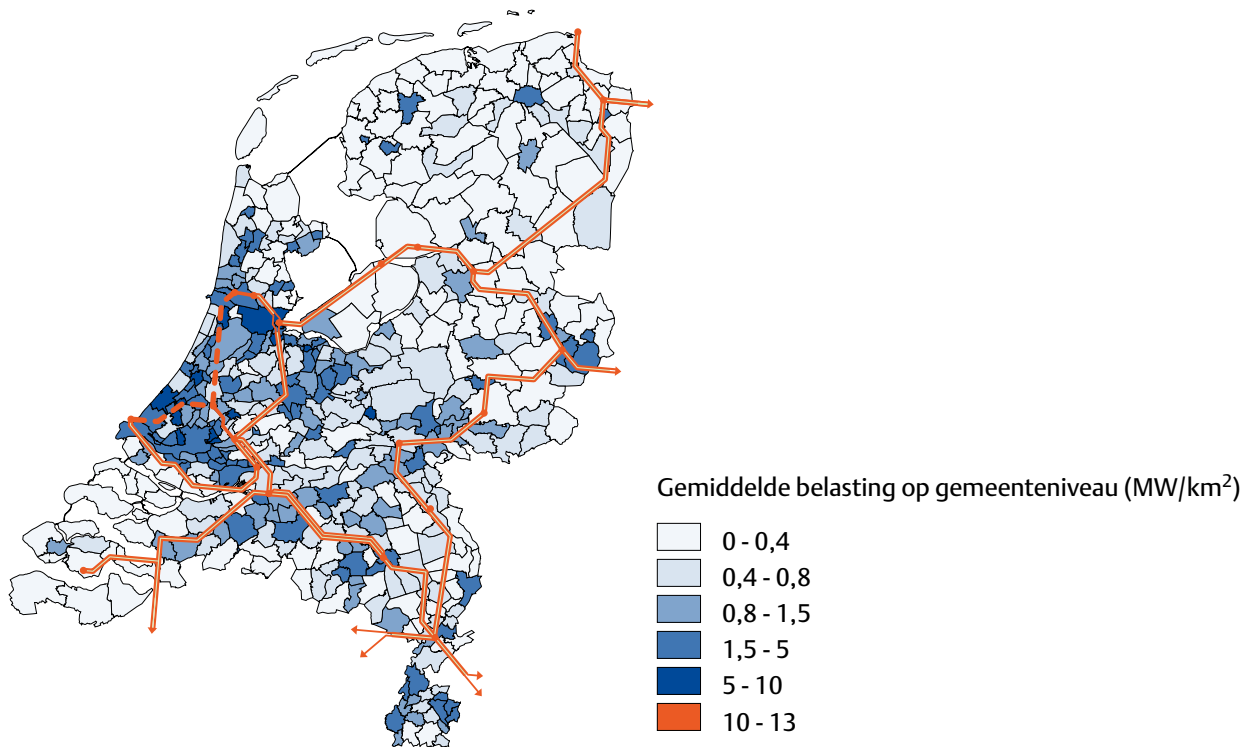 Gemiddelde belasting op gemeenteniveau (MW/km²)
0 - 0,4
0,4 - 0,8
0,8 - 1,5
1,5 - 5
5 - 10
10 - 13